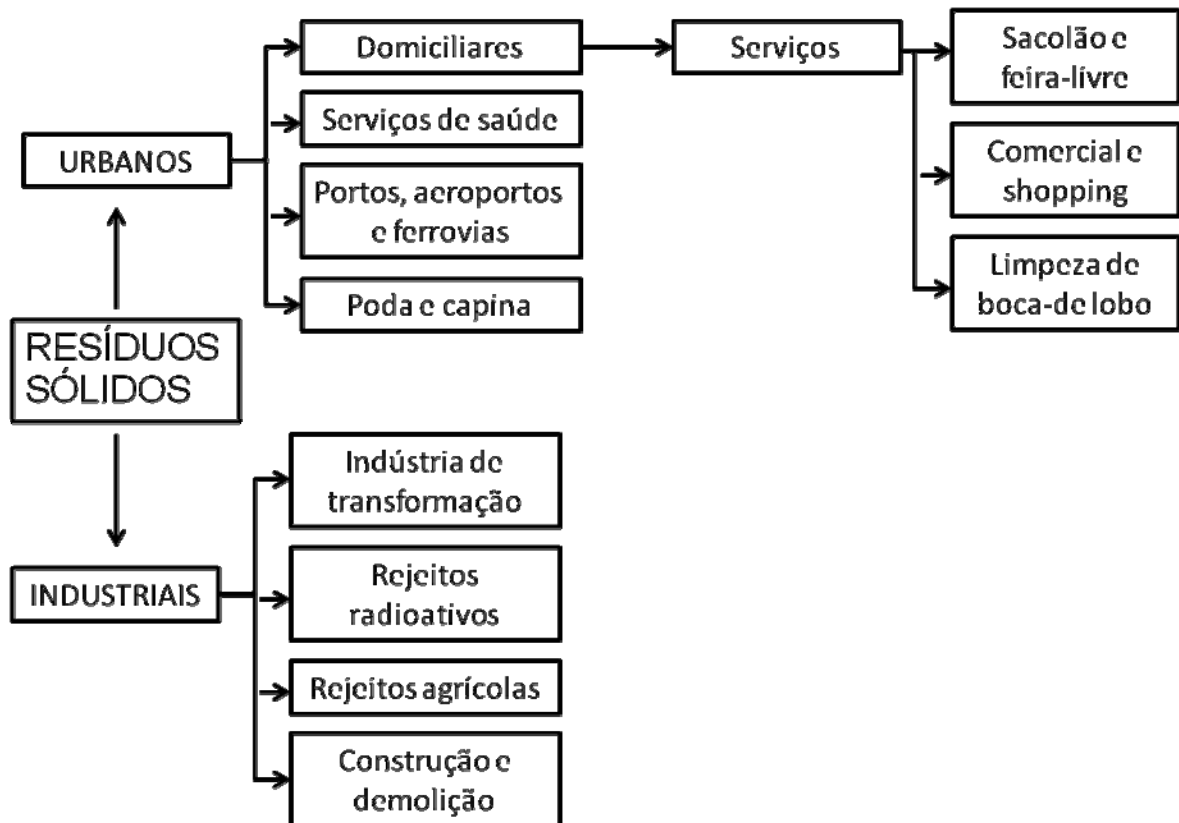 Domiciliares
Serviços
Sacolão e
feira-livre
Serviços de saúde
URBANOS
Comercial e
shopping
Portos, aeroportos
e ferrovias
Limpeza de
boca-de lobo
Poda e capina
RESÍDUOS
SÓLIDOS
Indústria de
transformação
INDUSTRIAIS
Rejeitos
radioativos
Rejeitos agrícolas
Construção e
demolição